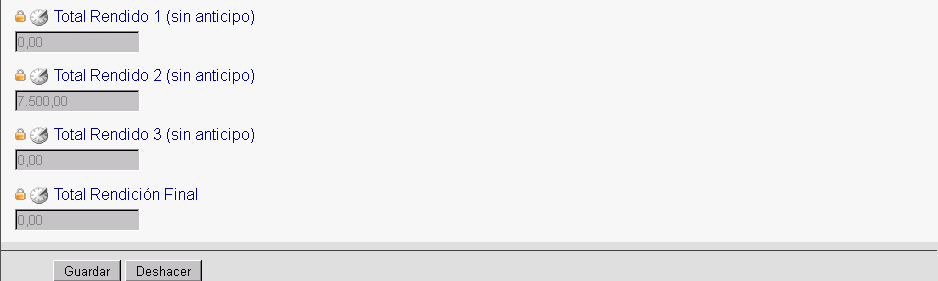 Total Rendido 1 (sin anticipo)
0,00
Total Rendido 2 (sin anticipo)
7.500,00
Total Rendido 3 (sin anticipo)
0,00
Total Rendición Final
0,00
Guardar Deshacer